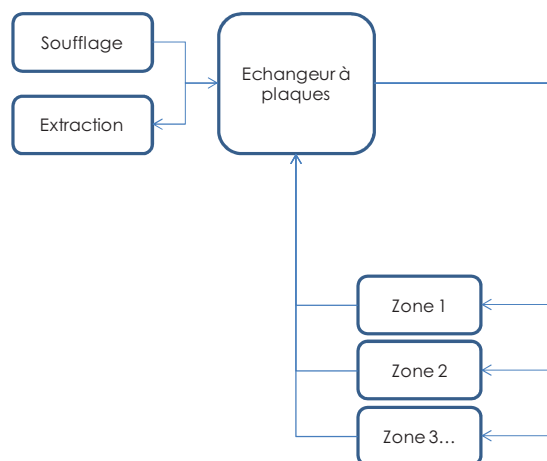 Soufflage
Extraction
Echangeur à
plaques
Zone 1
Zone 2
Zone 3…